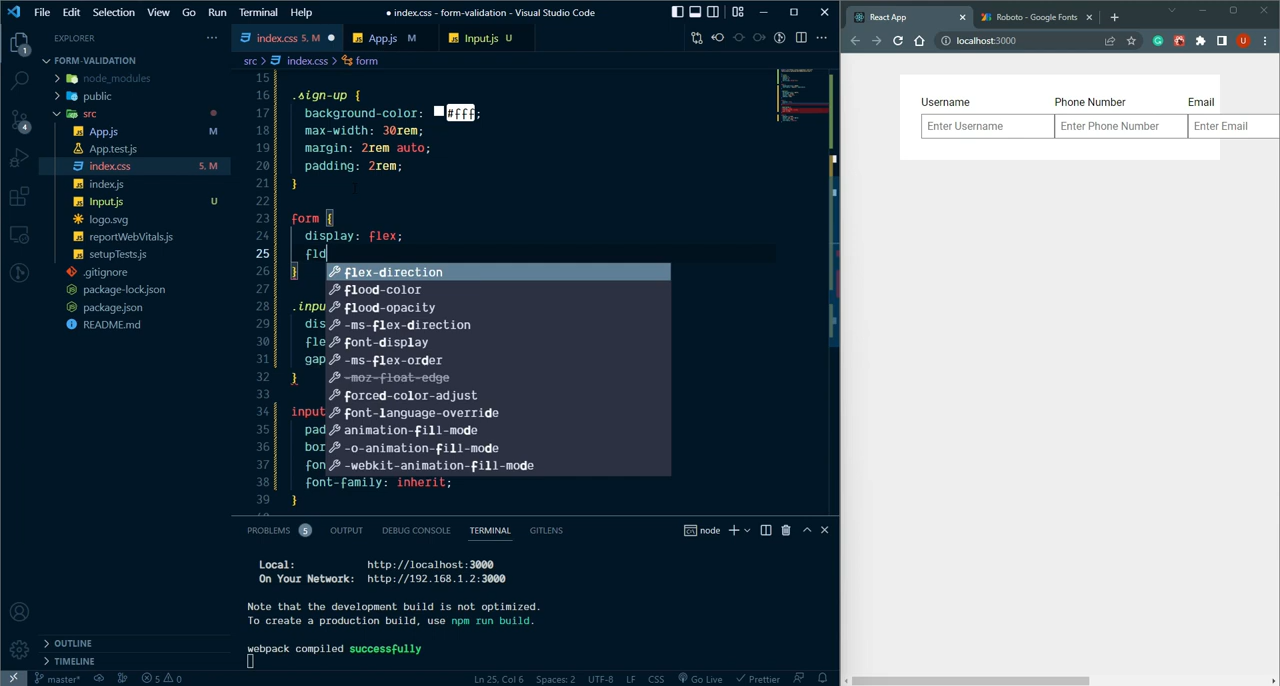 File Edit Selection View Go Run Terminal Help ● index.css - form-validation - Visual Studio Code
React App Roboto - Google Fonts
EXPLORER
index.css 5, M App.js M Input.js U
localhost:3000
src > index.css > form
FORM-VALIDATION
node_modules
public
src
App.js M
App.test.js
index.css 5, M
index.js
Input.js U
logo.svg
reportWebVitals.js
setupTests.js
.gitignore
package-lock.json
package.json
README.md
OUTLINE
TIMELINE
1
4
15
16 .sign-up {
17 background-color: #fff;
18 max-width: 30rem;
19 margin: 2rem auto;
20 padding: 2rem;
21 }
22
23 form {
24 display: flex;
25 fld
26 }
27
28 .inpu
29 dis
30 fle
31 gap
32 }
33
34 input
35 pad
36 bor
37 fon
38 font-family: inherit;
39 }
flex-direction
flood-color
flood-opacity
-ms-flex-direction
font-display
-ms-flex-order
-moz-float-edge
forced-color-adjust
font-language-override
animation-fill-mode
-o-animation-fill-mode
-webkit-animation-fill-mode
PROBLEMS 5 OUTPUT DEBUG CONSOLE TERMINAL GITLENS node
Local: http://localhost:3000
On Your Network: http://192.168.1.2:3000
Note that the development build is not optimized.
To create a production build, use npm run build.
webpack compiled successfully
master* 5 0 Ln 25, Col 6 Spaces: 2 UTF-8 LF CSS Go Live Prettier
Username Phone Number Email
Enter Username Enter Phone Number Enter Email
U